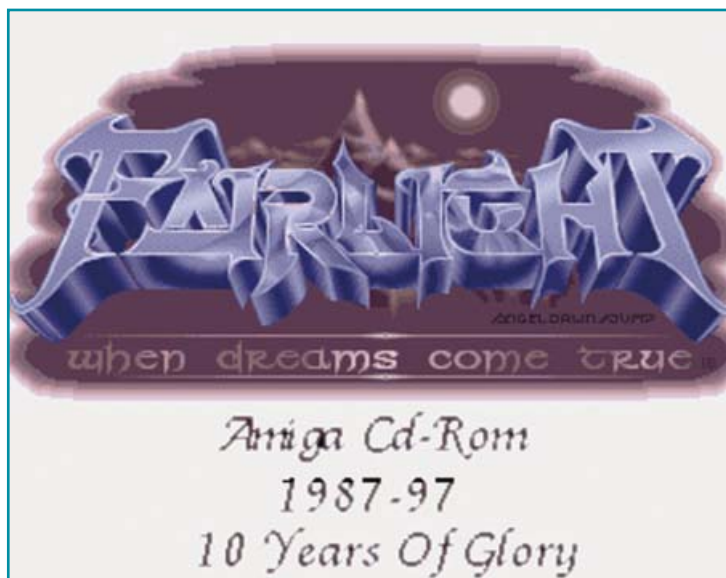 FAIRLIGHT
when dreams come true
Amiga Cd-Rom
1987-97
10 Years Of Glory